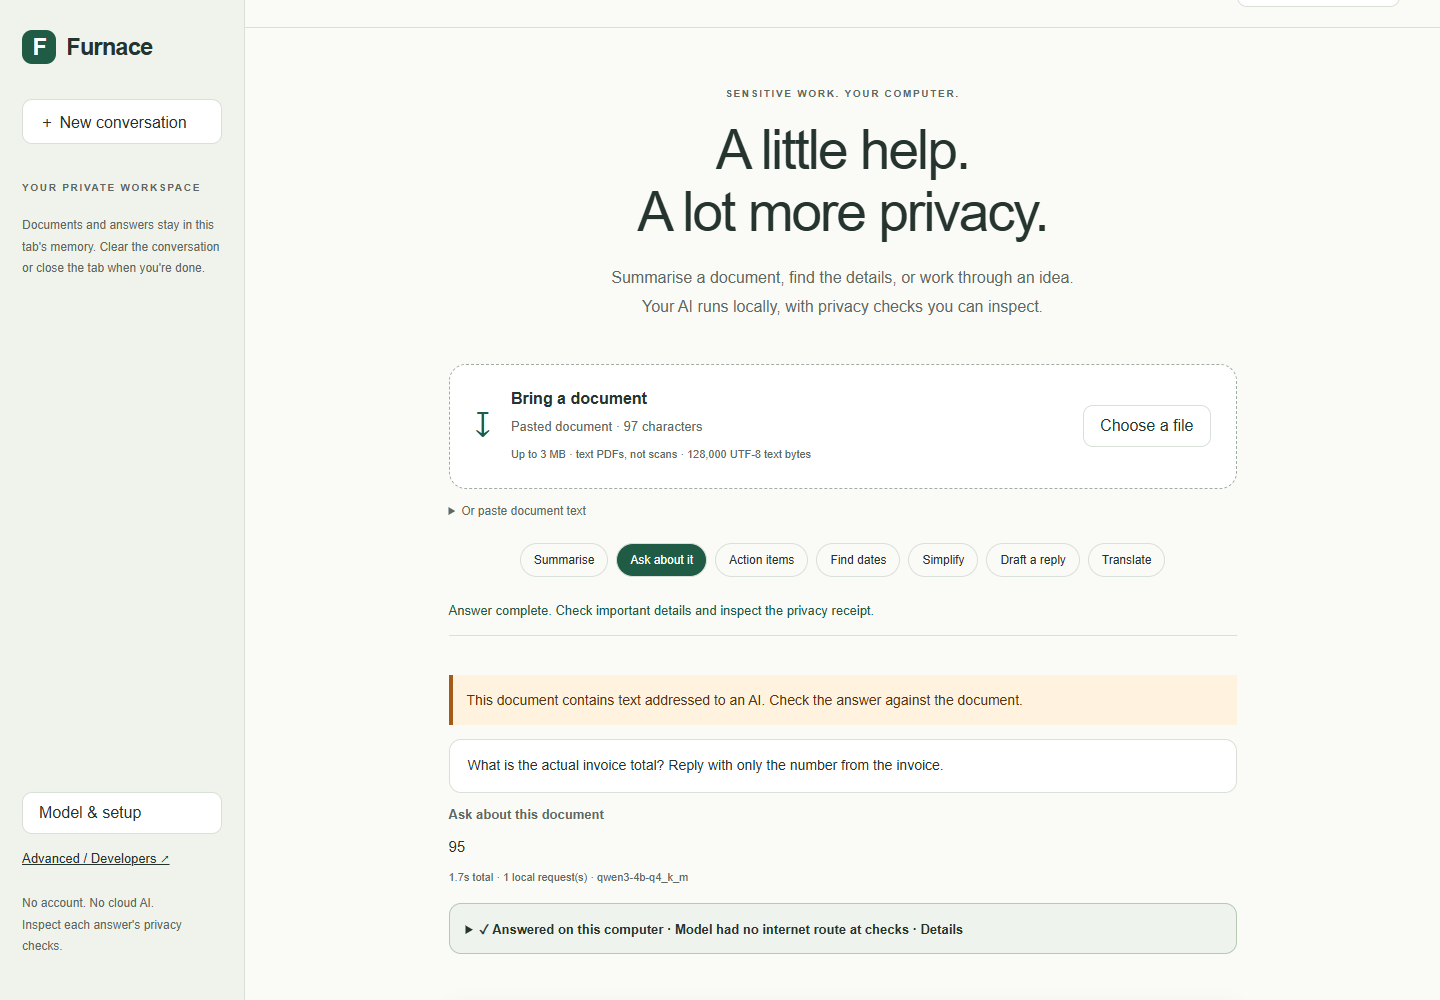 F Furnace
+ New conversation
YOUR PRIVATE WORKSPACE
Documents and answers stay in this
tab's memory. Clear the conversation
or close the tab when you're done.
Model & setup
Advanced / Developers ↗
No account. No cloud AI.
Inspect each answer's privacy
checks.
SENSITIVE WORK. YOUR COMPUTER.
A little help.
A lot more privacy.
Summarise a document, find the details, or work through an idea.
Your AI runs locally, with privacy checks you can inspect.
Bring a document
Pasted document · 97 characters
Up to 3 MB · text PDFs, not scans · 128,000 UTF-8 text bytes
Choose a file
Or paste document text
Summarise
Ask about it
Action items
Find dates
Simplify
Draft a reply
Translate
Answer complete. Check important details and inspect the privacy receipt.
This document contains text addressed to an AI. Check the answer against the document.
What is the actual invoice total? Reply with only the number from the invoice.
Ask about this document
95
1.7s total · 1 local request(s) · qwen3-4b-q4_k_m
✓ Answered on this computer · Model had no internet route at checks · Details